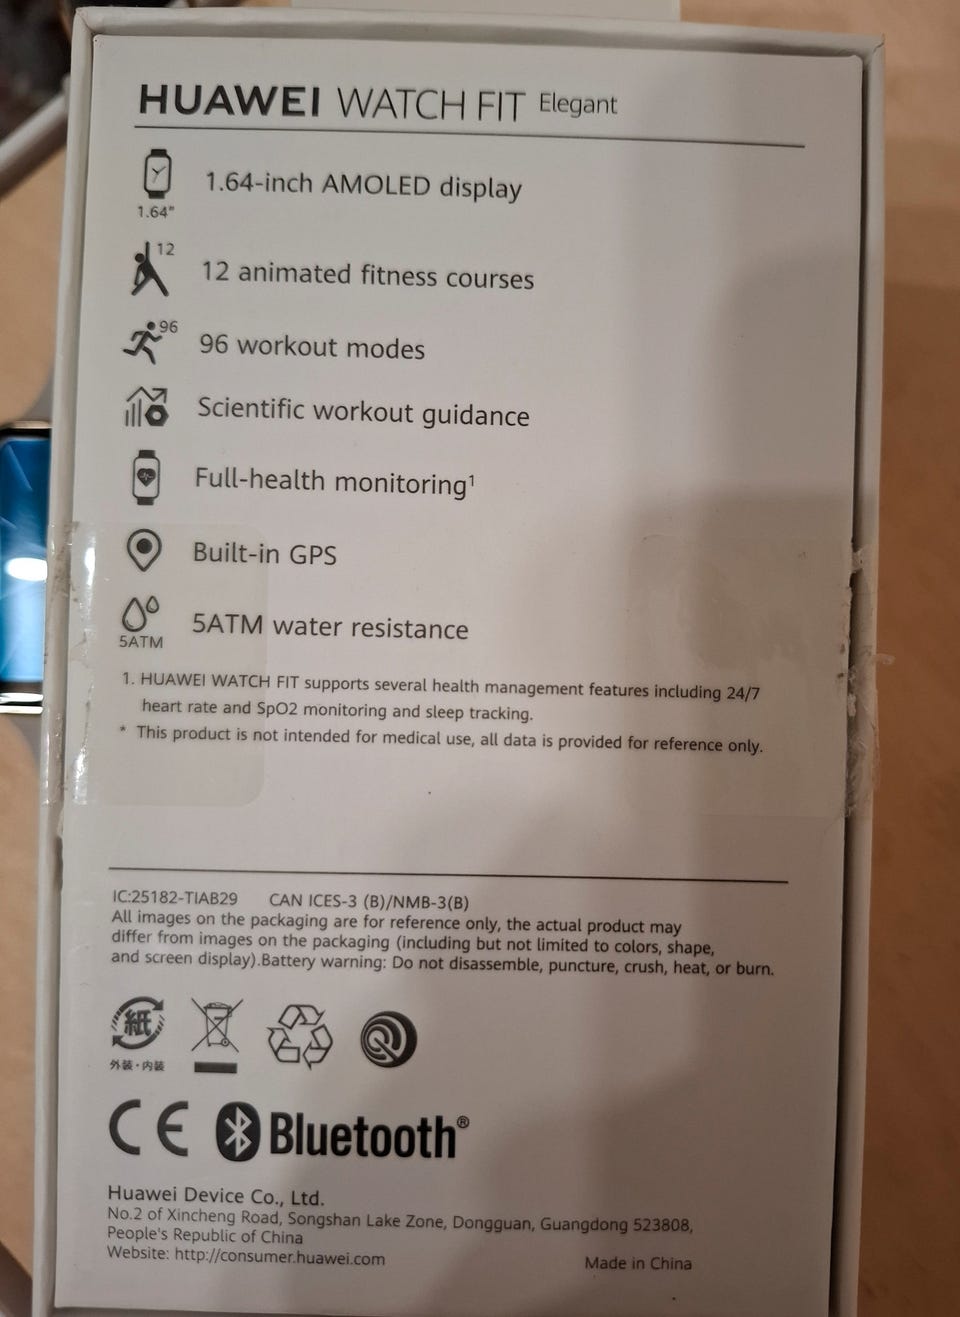 HUAWEI WATCH FIT Elegant
1.64"
1.64-inch AMOLED display
12
12 animated fitness courses
96
96 workout modes
Scientific workout guidance
Full-health monitoring¹
Built-in GPS
5ATM
5ATM water resistance
1. HUAWEI WATCH FIT supports several health management features including 24/7
heart rate and SpO2 monitoring and sleep tracking.
* This product is not intended for medical use, all data is provided for reference only.
IC:25182-TIAB29 CAN ICES-3 (B)/NMB-3(B)
All images on the packaging are for reference only, the actual product may
differ from images on the packaging (including but not limited to colors, shape,
and screen display).Battery warning: Do not disassemble, puncture, crush, heat, or burn.
紙
外装・内装
CE Bluetooth®
Huawei Device Co., Ltd.
No.2 of Xincheng Road, Songshan Lake Zone, Dongguan, Guangdong 523808,
People's Republic of China
Website: http://consumer.huawei.com Made in China